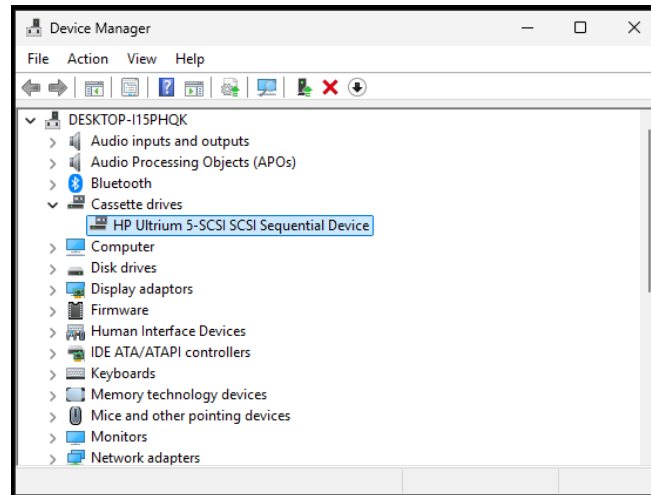 Device Manager
File Action View Help
DESKTOP-I15PHQK
Audio inputs and outputs
Audio Processing Objects (APOs)
Bluetooth
Cassette drives
HP Ultrium 5-SCSI SCSI Sequential Device
Computer
Disk drives
Display adaptors
Firmware
Human Interface Devices
IDE ATA/ATAPI controllers
Keyboards
Memory technology devices
Mice and other pointing devices
Monitors
Network adapters